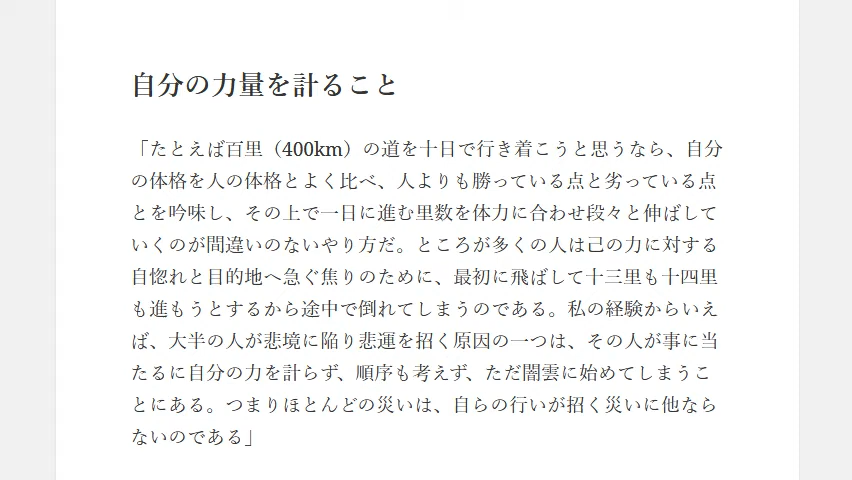 自分の力量を計ること
「たとえば百里（400km）の道を十日で行き着こうと思うなら、自分
の体格を人の体格とよく比べ、人よりも勝っている点と劣っている点
とを吟味し、その上で一日に進む里数を体力に合わせ段々と伸ばして
いくのが間違いのないやり方だ。ところが多くの人は己の力に対する
自惚れと目的地へ急ぐ焦りのために、最初に飛ばして十三里も十四里
も進もうとするから途中で倒れてしまうのである。私の経験からいえ
ば、大半の人が悲境に陥り悲運を招く原因の一つは、その人が事に当
たるに自分の力を計らず、順序も考えず、ただ闇雲に始めてしまうこ
とにある。つまりほとんどの災いは、自らの行いが招く災いに他なら
ないのである」